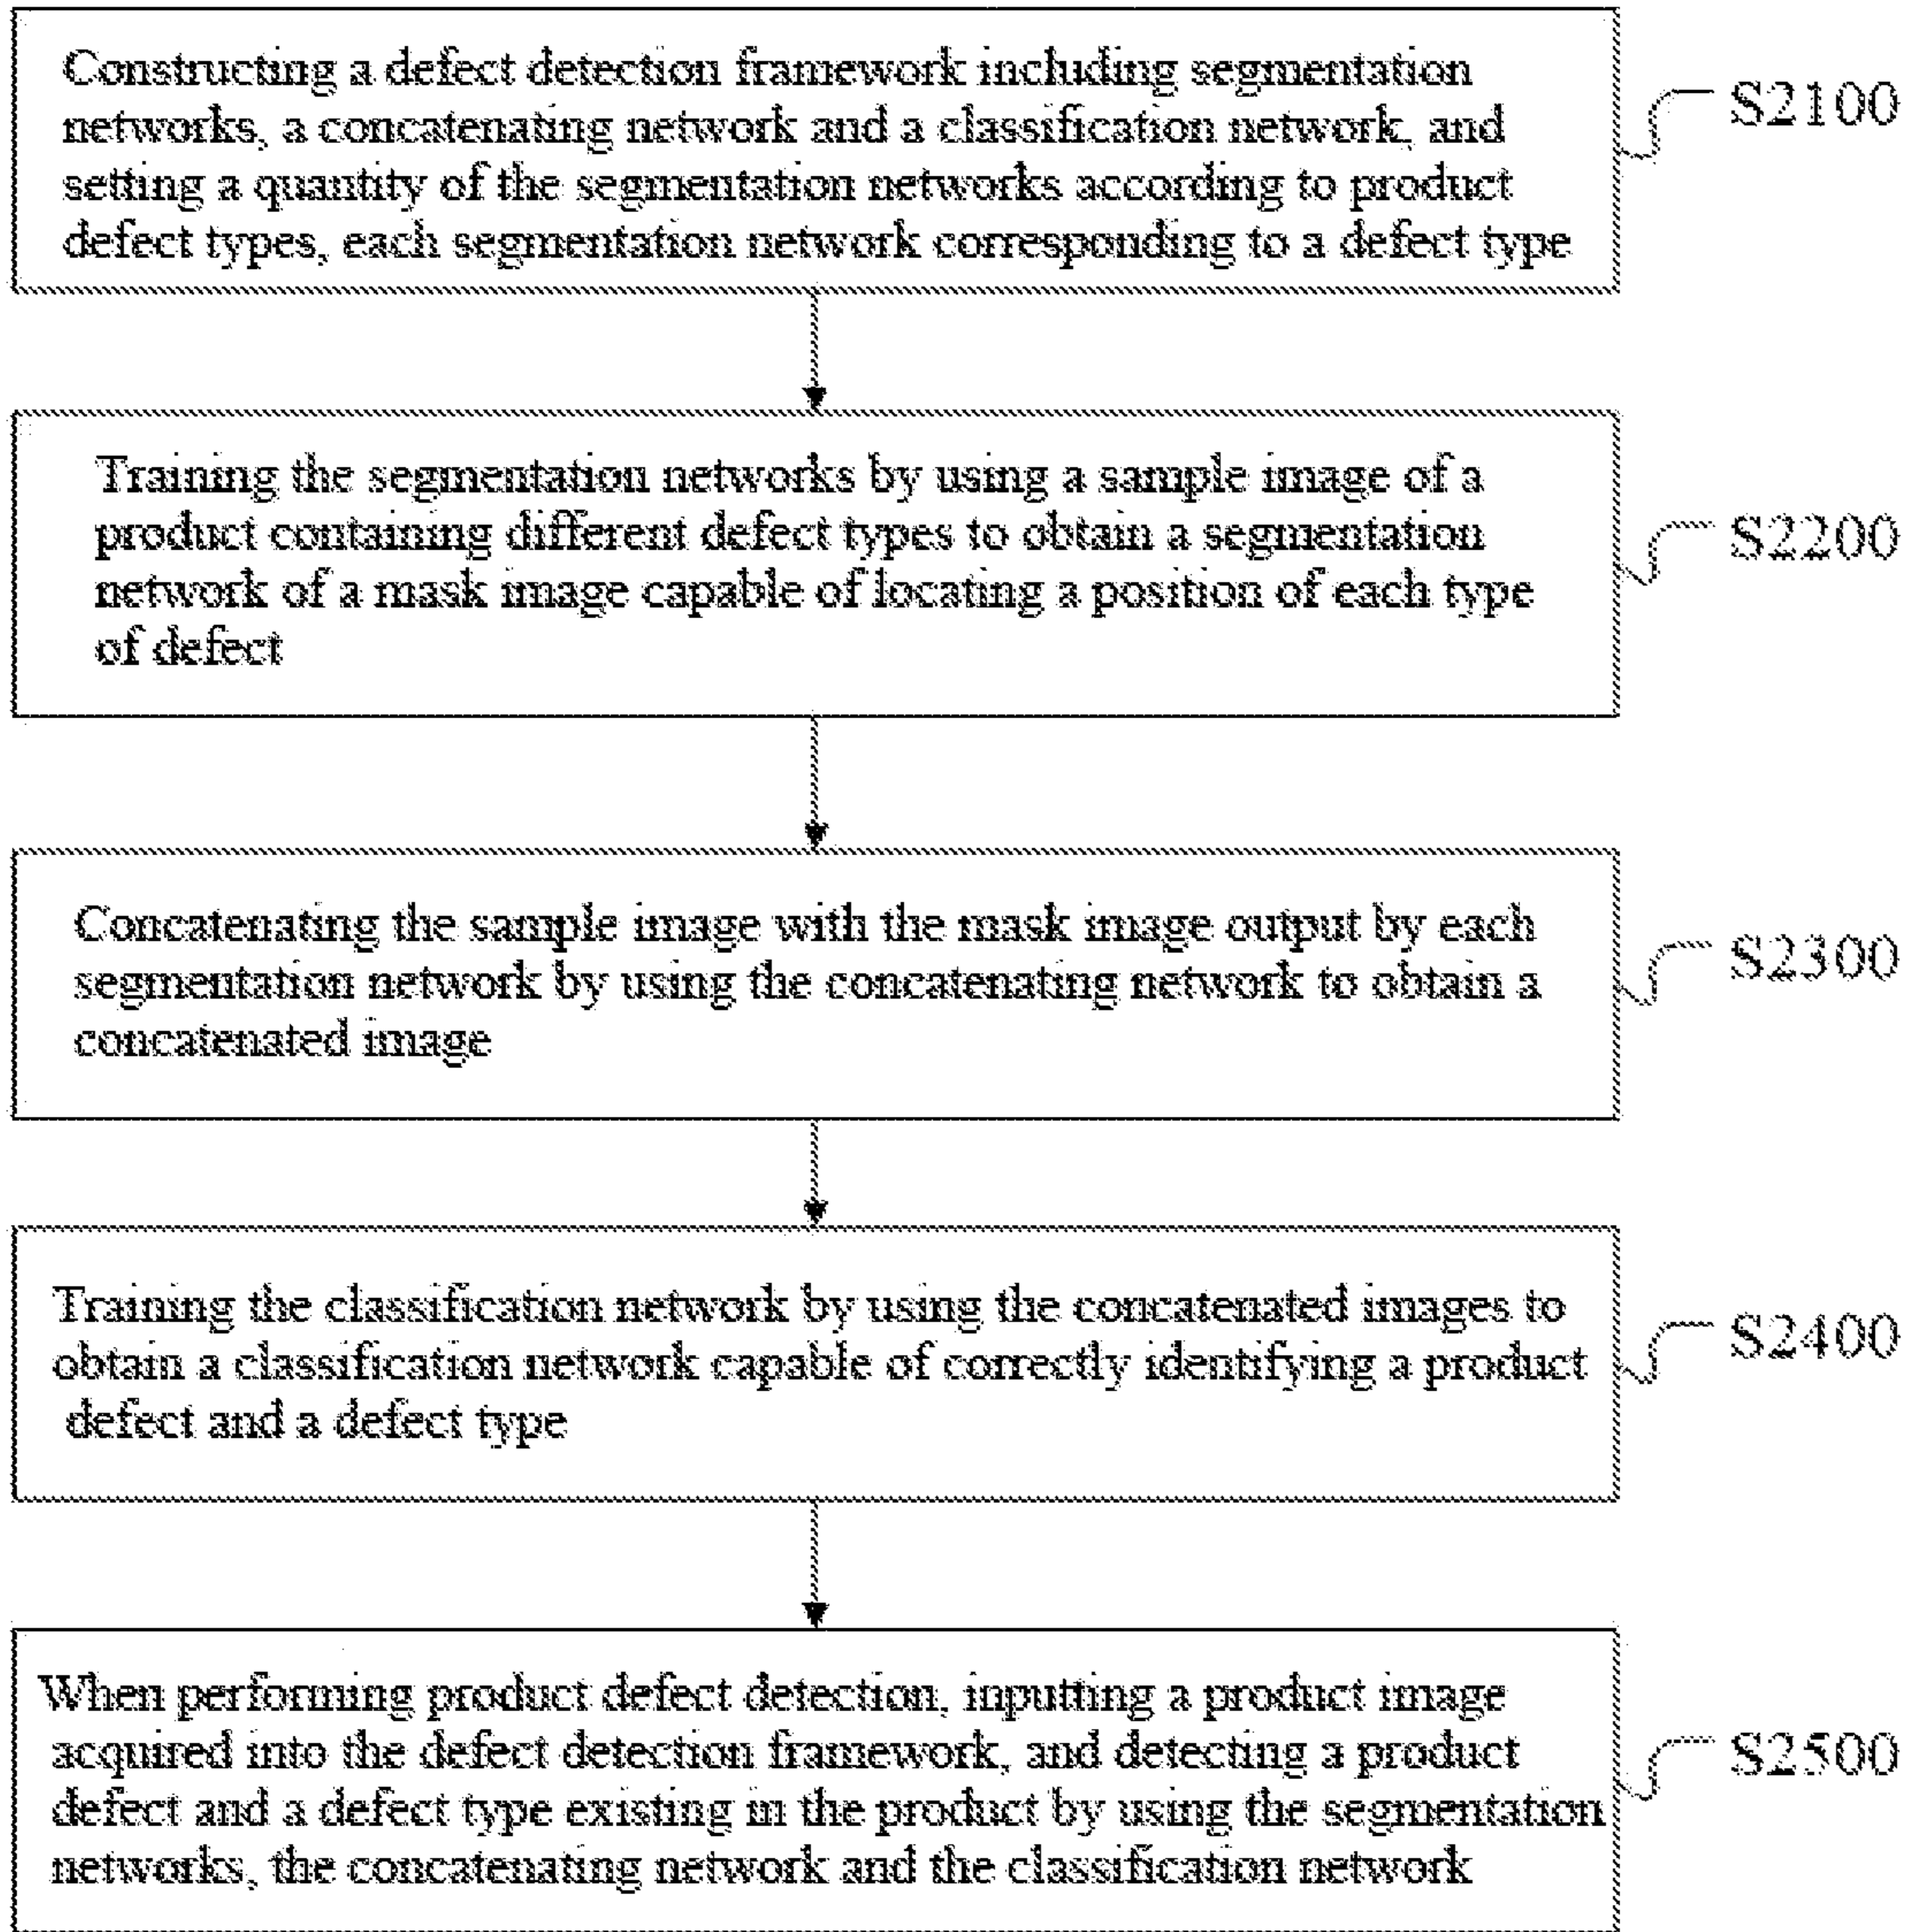 Constructing a defect detection framework including segmentation
networks, a concatenating network and a classification network, and
setting a quantity of the segmentation networks according to product
defect types, each segmentation network corresponding to a defect type
S2100
Training the segmentation networks by using a sample image of a
product containing different defect types to obtain a segmentation
network of a mask image capable of locating a position of each type
of defect
S2200
Concatenating the sample image with the mask image output by each
segmentation network by using the concatenating network to obtain a
concatenated image
S2300
Training the classification network by using the concatenated images to
obtain a classification network capable of correctly identifying a product
defect and a defect type
S2400
When performing product defect detection, inputting a product image
acquired into the defect detection framework, and detecting a product
defect and a defect type existing in the product by using the segmentation
networks, the concatenating network and the classification network
S2500